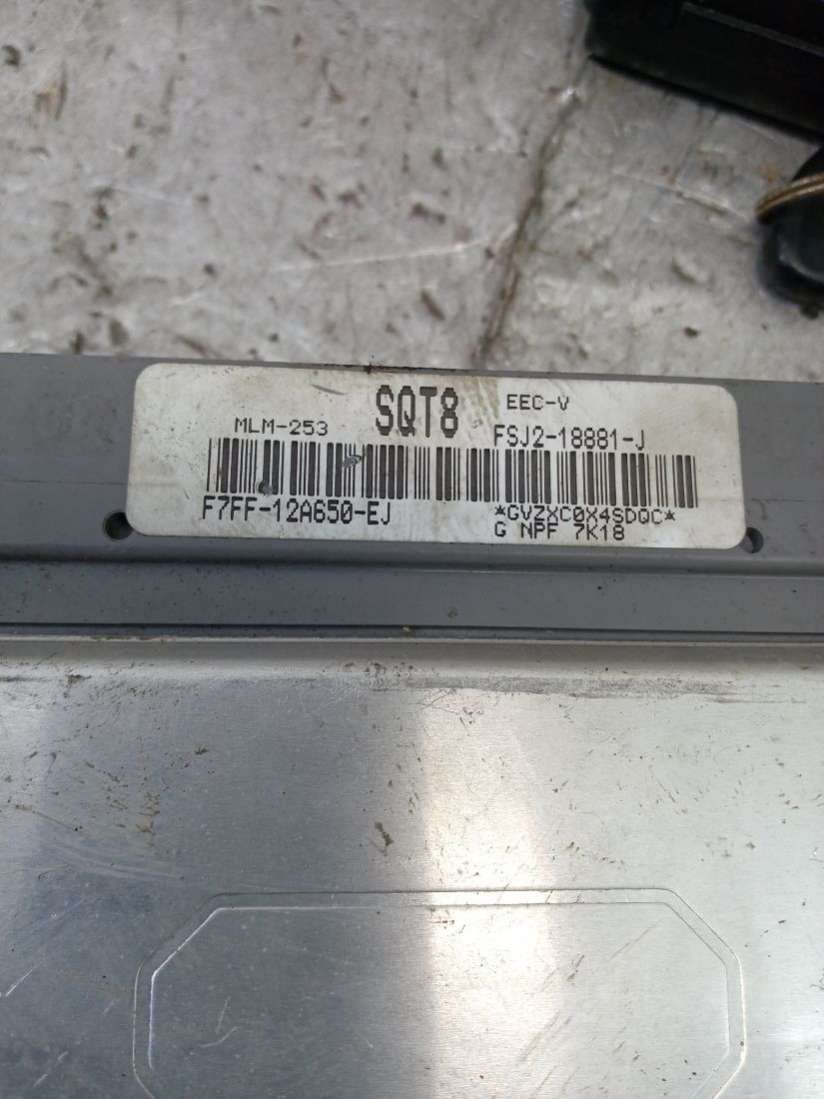 SQT8 EEC-V
MLM-253 FSJ2-18881-J
F7FF-12A650-EJ *GVZXC0X4SDQC*
G NPF 7K18